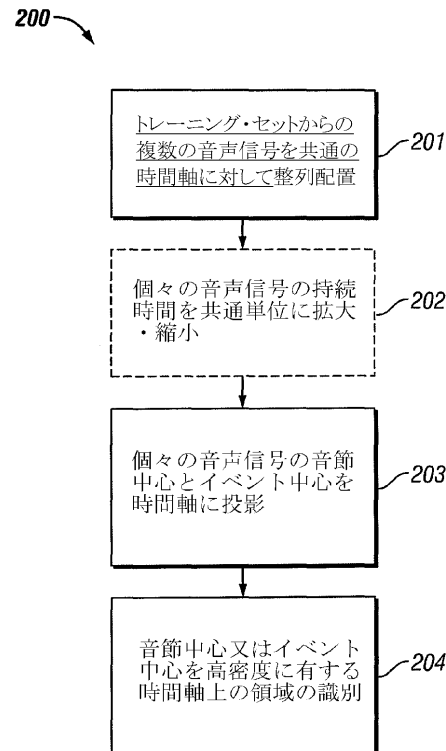 200
トレーニング・セットからの
複数の音声信号を共通の
時間軸に対して整列配置
201
個々の音声信号の持続
時間を共通単位に拡大
・縮小
202
個々の音声信号の音節
中心とイベント中心を
時間軸に投影
203
音節中心又はイベント
中心を高密度に有する
時間軸上の領域の識別
204